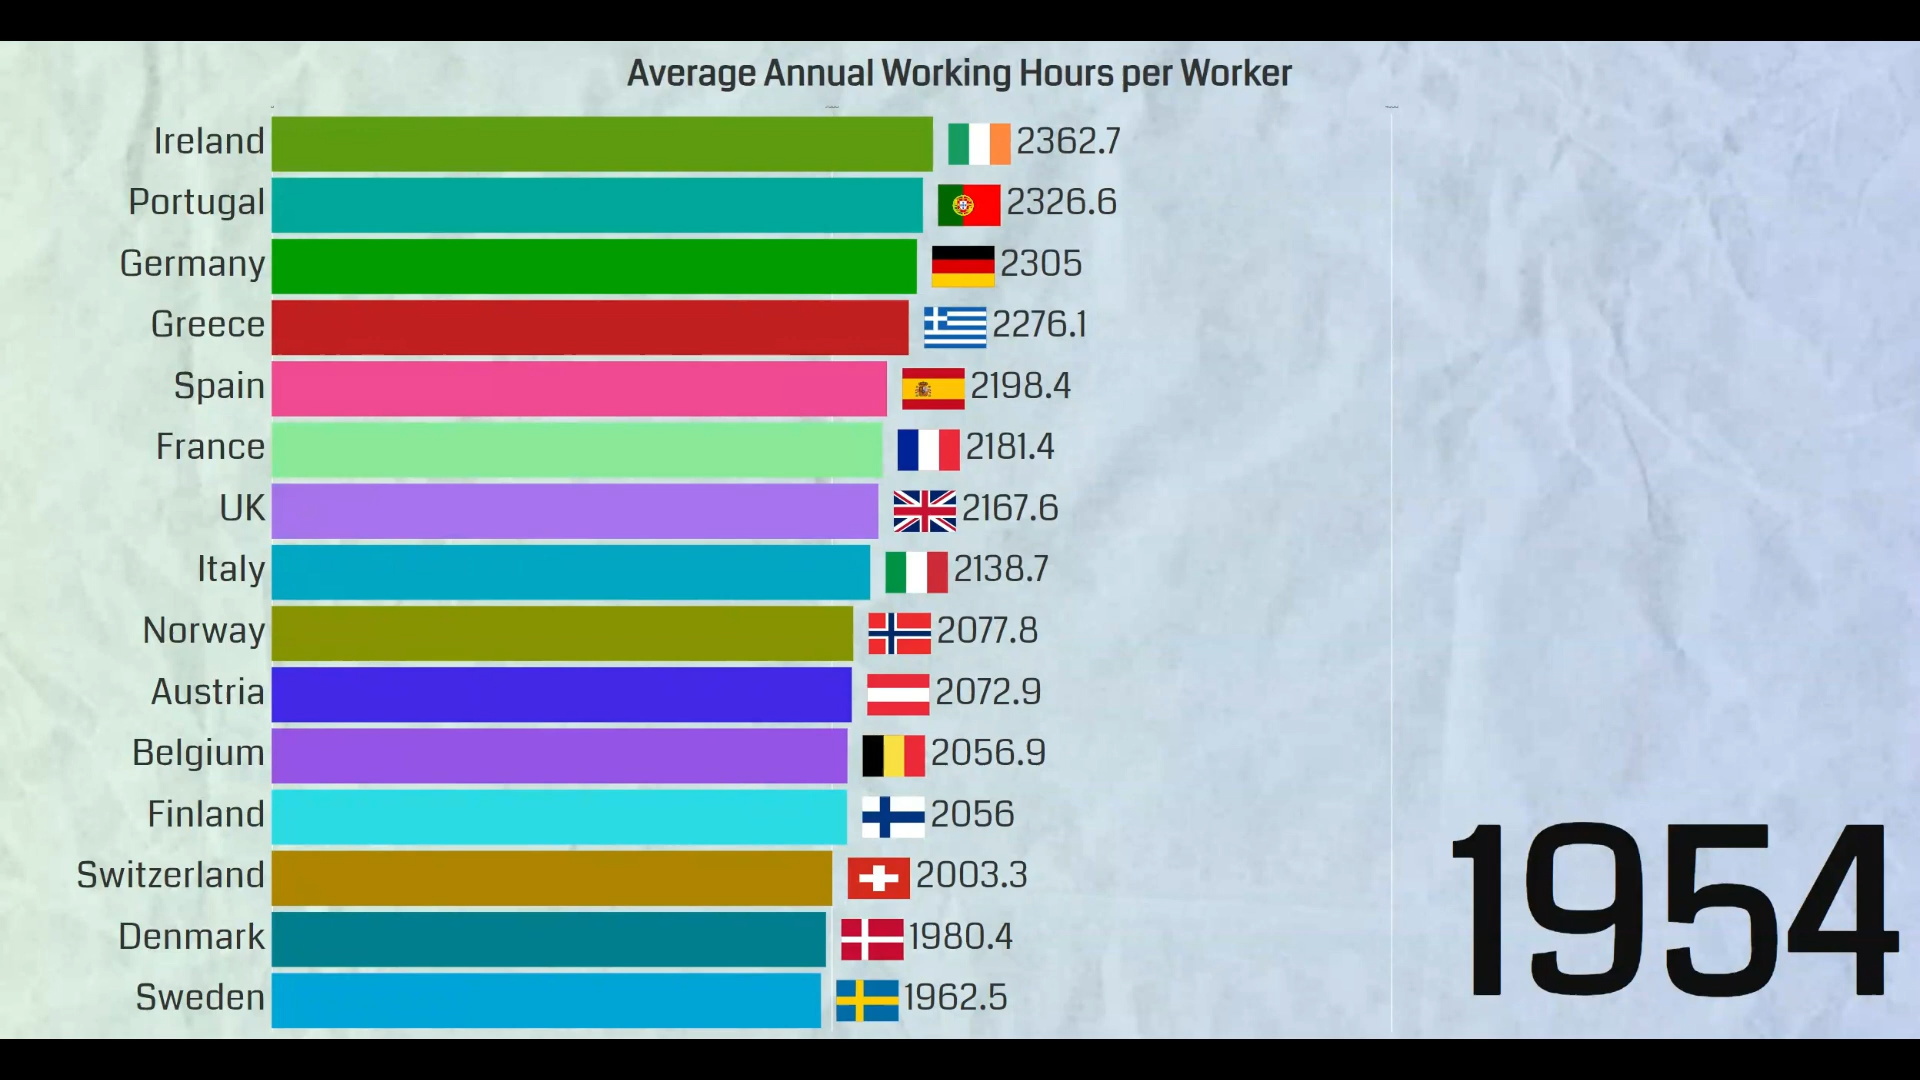 Average Annual Working Hours per Worker
Ireland 2362.7
Portugal 2326.6
Germany 2305
Greece 2276.1
Spain 2198.4
France 2181.4
UK 2167.6
Italy 2138.7
Norway 2077.8
Austria 2072.9
Belgium 2056.9
Finland 2056
Switzerland 2003.3
Denmark 1980.4
Sweden 1962.5
1954